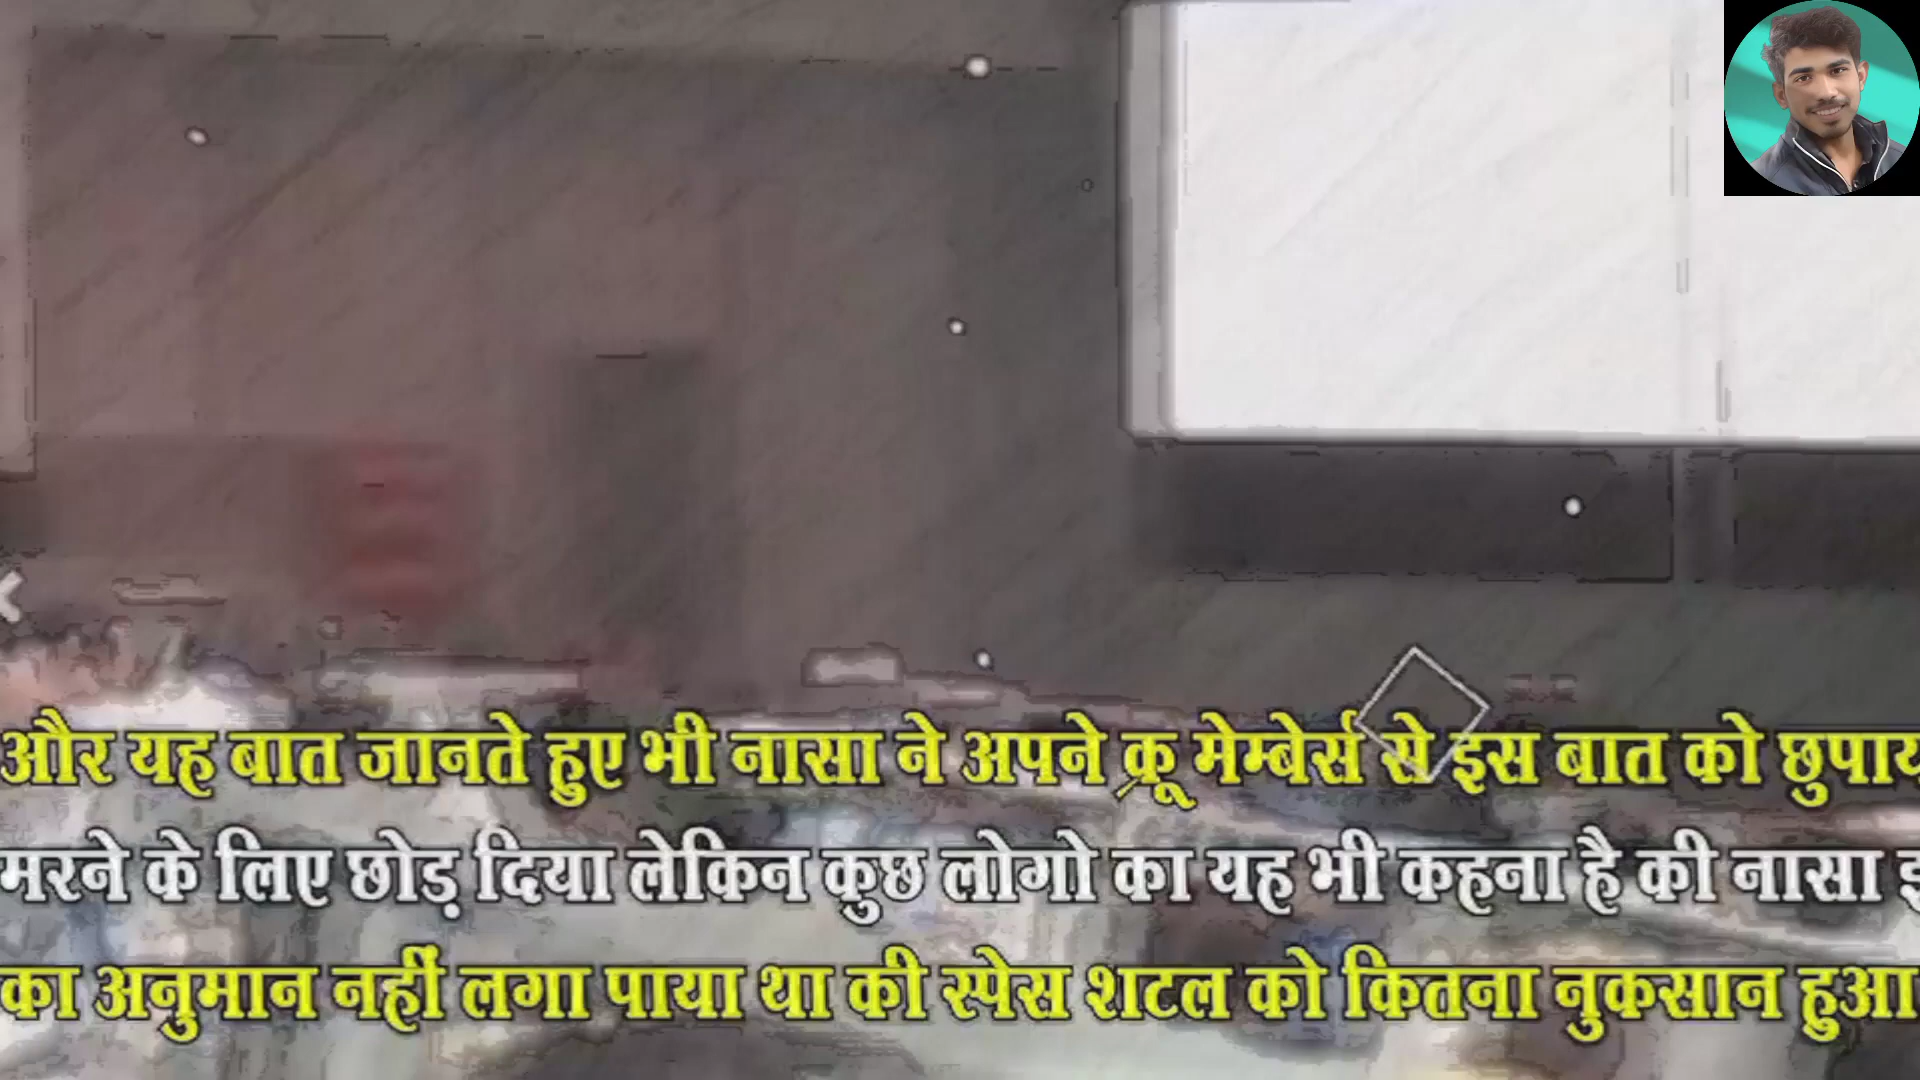 और यह बात जानते हुए भी नासा ने अपने क्रू मेम्बेर्स से इस बात को छुपाय
मरने के लिए छोड़ दिया लेकिन कुछ लोगो का यह भी कहना है की नासा इ
का अनुमान नहीं लगा पाया था की स्पेस शटल को कितना नुकसान हुआ